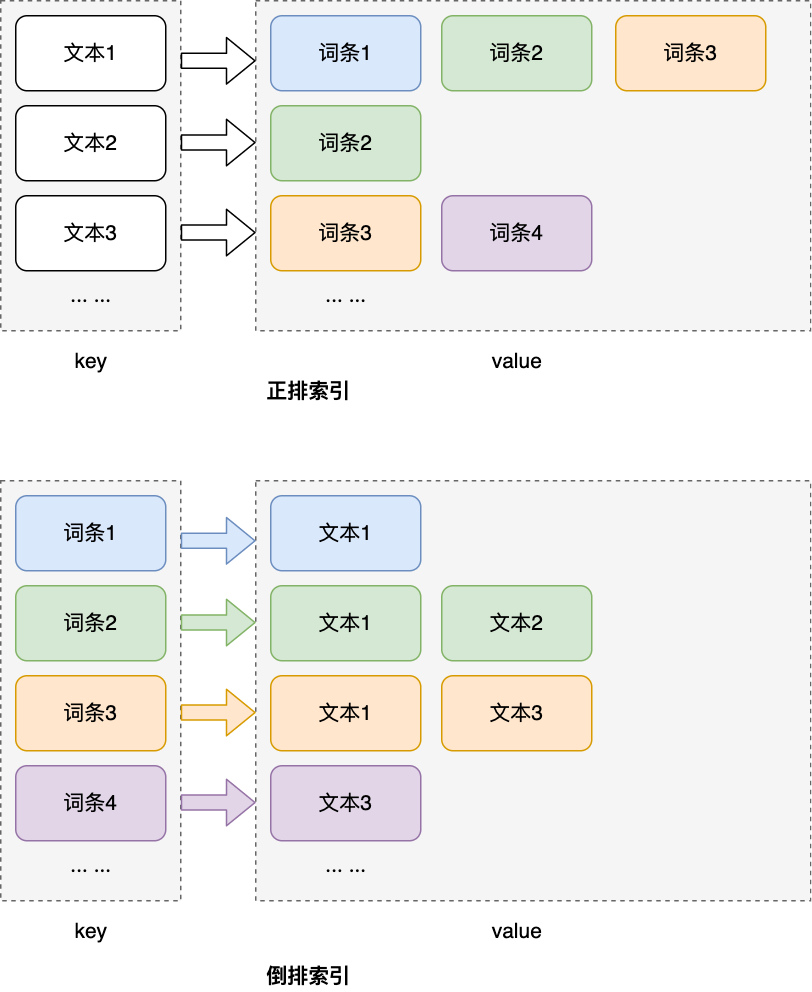 文本1 词条1 词条2 词条3
文本2 词条2
文本3 词条3 词条4
... ... ... ...
key value
正排索引
词条1 文本1
词条2 文本1 文本2
词条3 文本1 文本3
词条4 文本3
... ... ... ...
key value
倒排索引